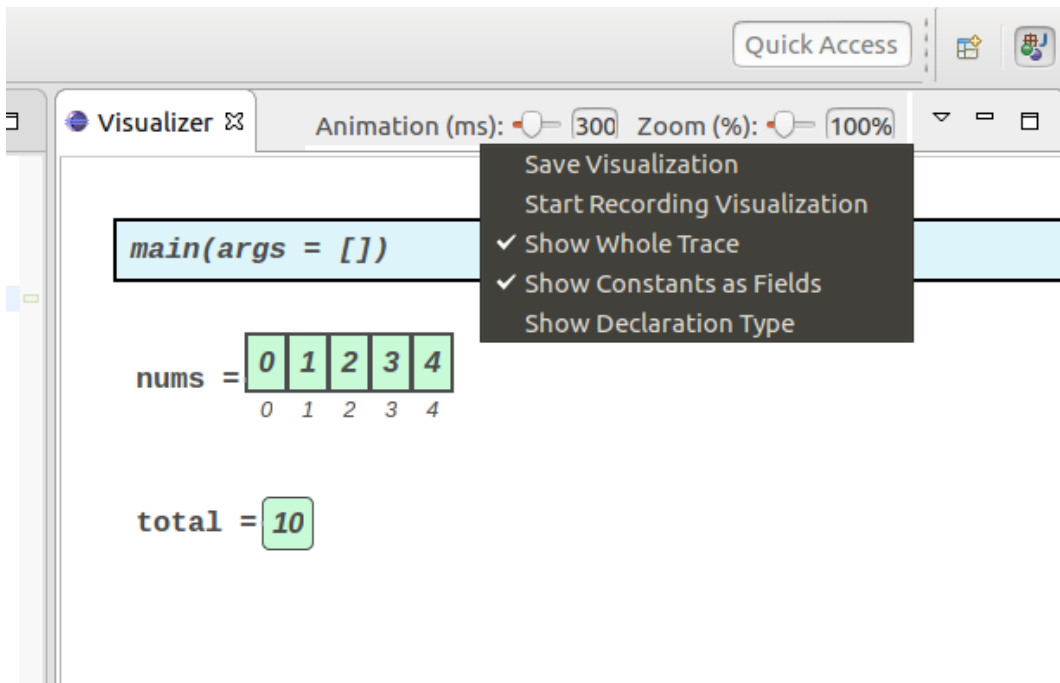 Quick Access
Visualizer
Animation (ms): 300 Zoom (%): 100%
Save Visualization
Start Recording Visualization
Show Whole Trace
Show Constants as Fields
Show Declaration Type
main(args = [])
nums = 0 1 2 3 4
0 1 2 3 4
total = 10